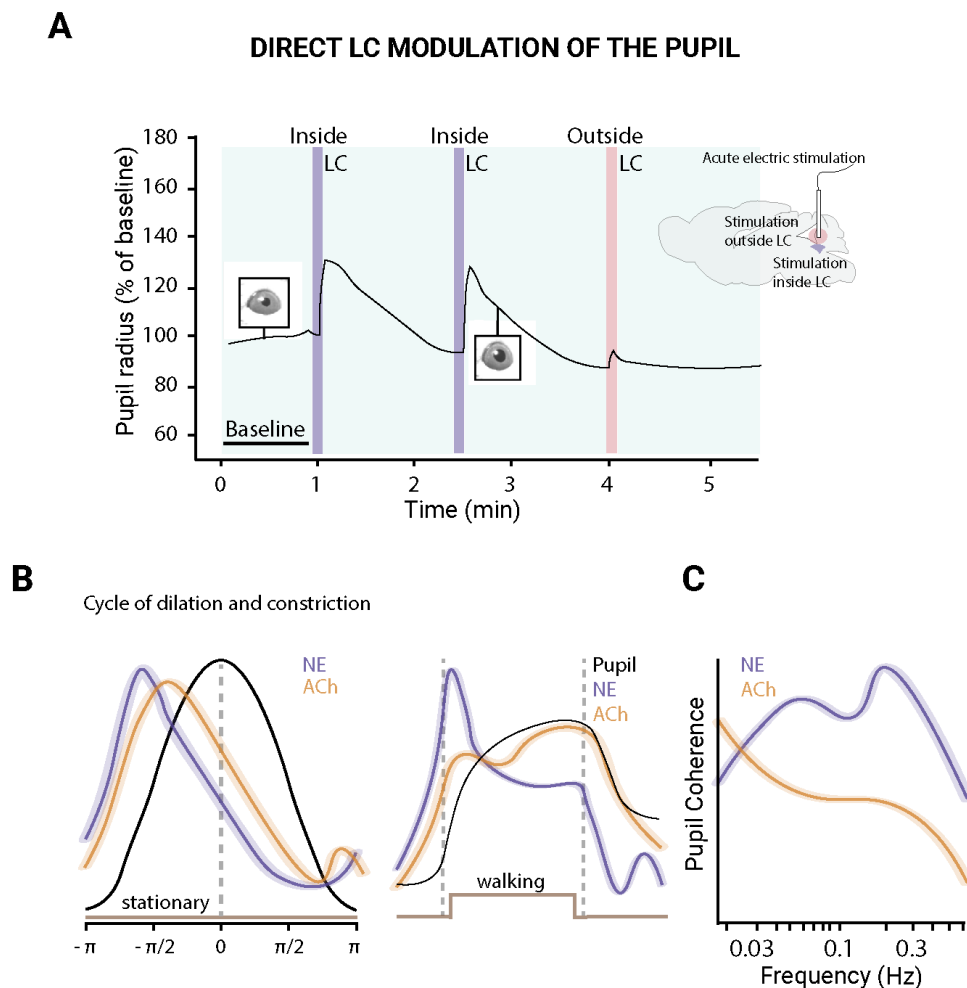 A
DIRECT LC MODULATION OF THE PUPIL
Inside
LC
Inside
LC
Outside
LC
Pupil radius (% of baseline)
180
160
140
120
100
80
60
Baseline
0
1
2
3
4
5
Time (min)
Acute electric stimulation
Stimulation
outside LC
Stimulation
inside LC
B
Cycle of dilation and constriction
NE
ACh
stationary
- π
- π/2
0
π/2
π
Pupil
NE
ACh
walking
C
NE
ACh
Pupil Coherence
0.03
0.1
0.3
Frequency (Hz)